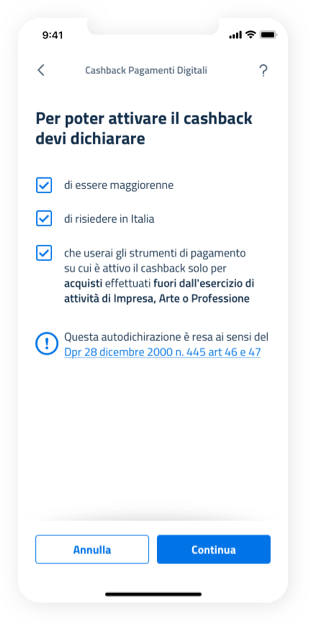 9:41
Cashback Pagamenti Digitali ?
Per poter attivare il cashback
devi dichiarare
di essere maggiorenne
di risiedere in Italia
che userai gli strumenti di pagamento
su cui è attivo il cashback solo per
acquisti effettuati fuori dall'esercizio di
attività di Impresa, Arte o Professione
Questa autodichirazione è resa ai sensi del
Dpr 28 dicembre 2000 n. 445 art 46 e 47
Annulla
Continua